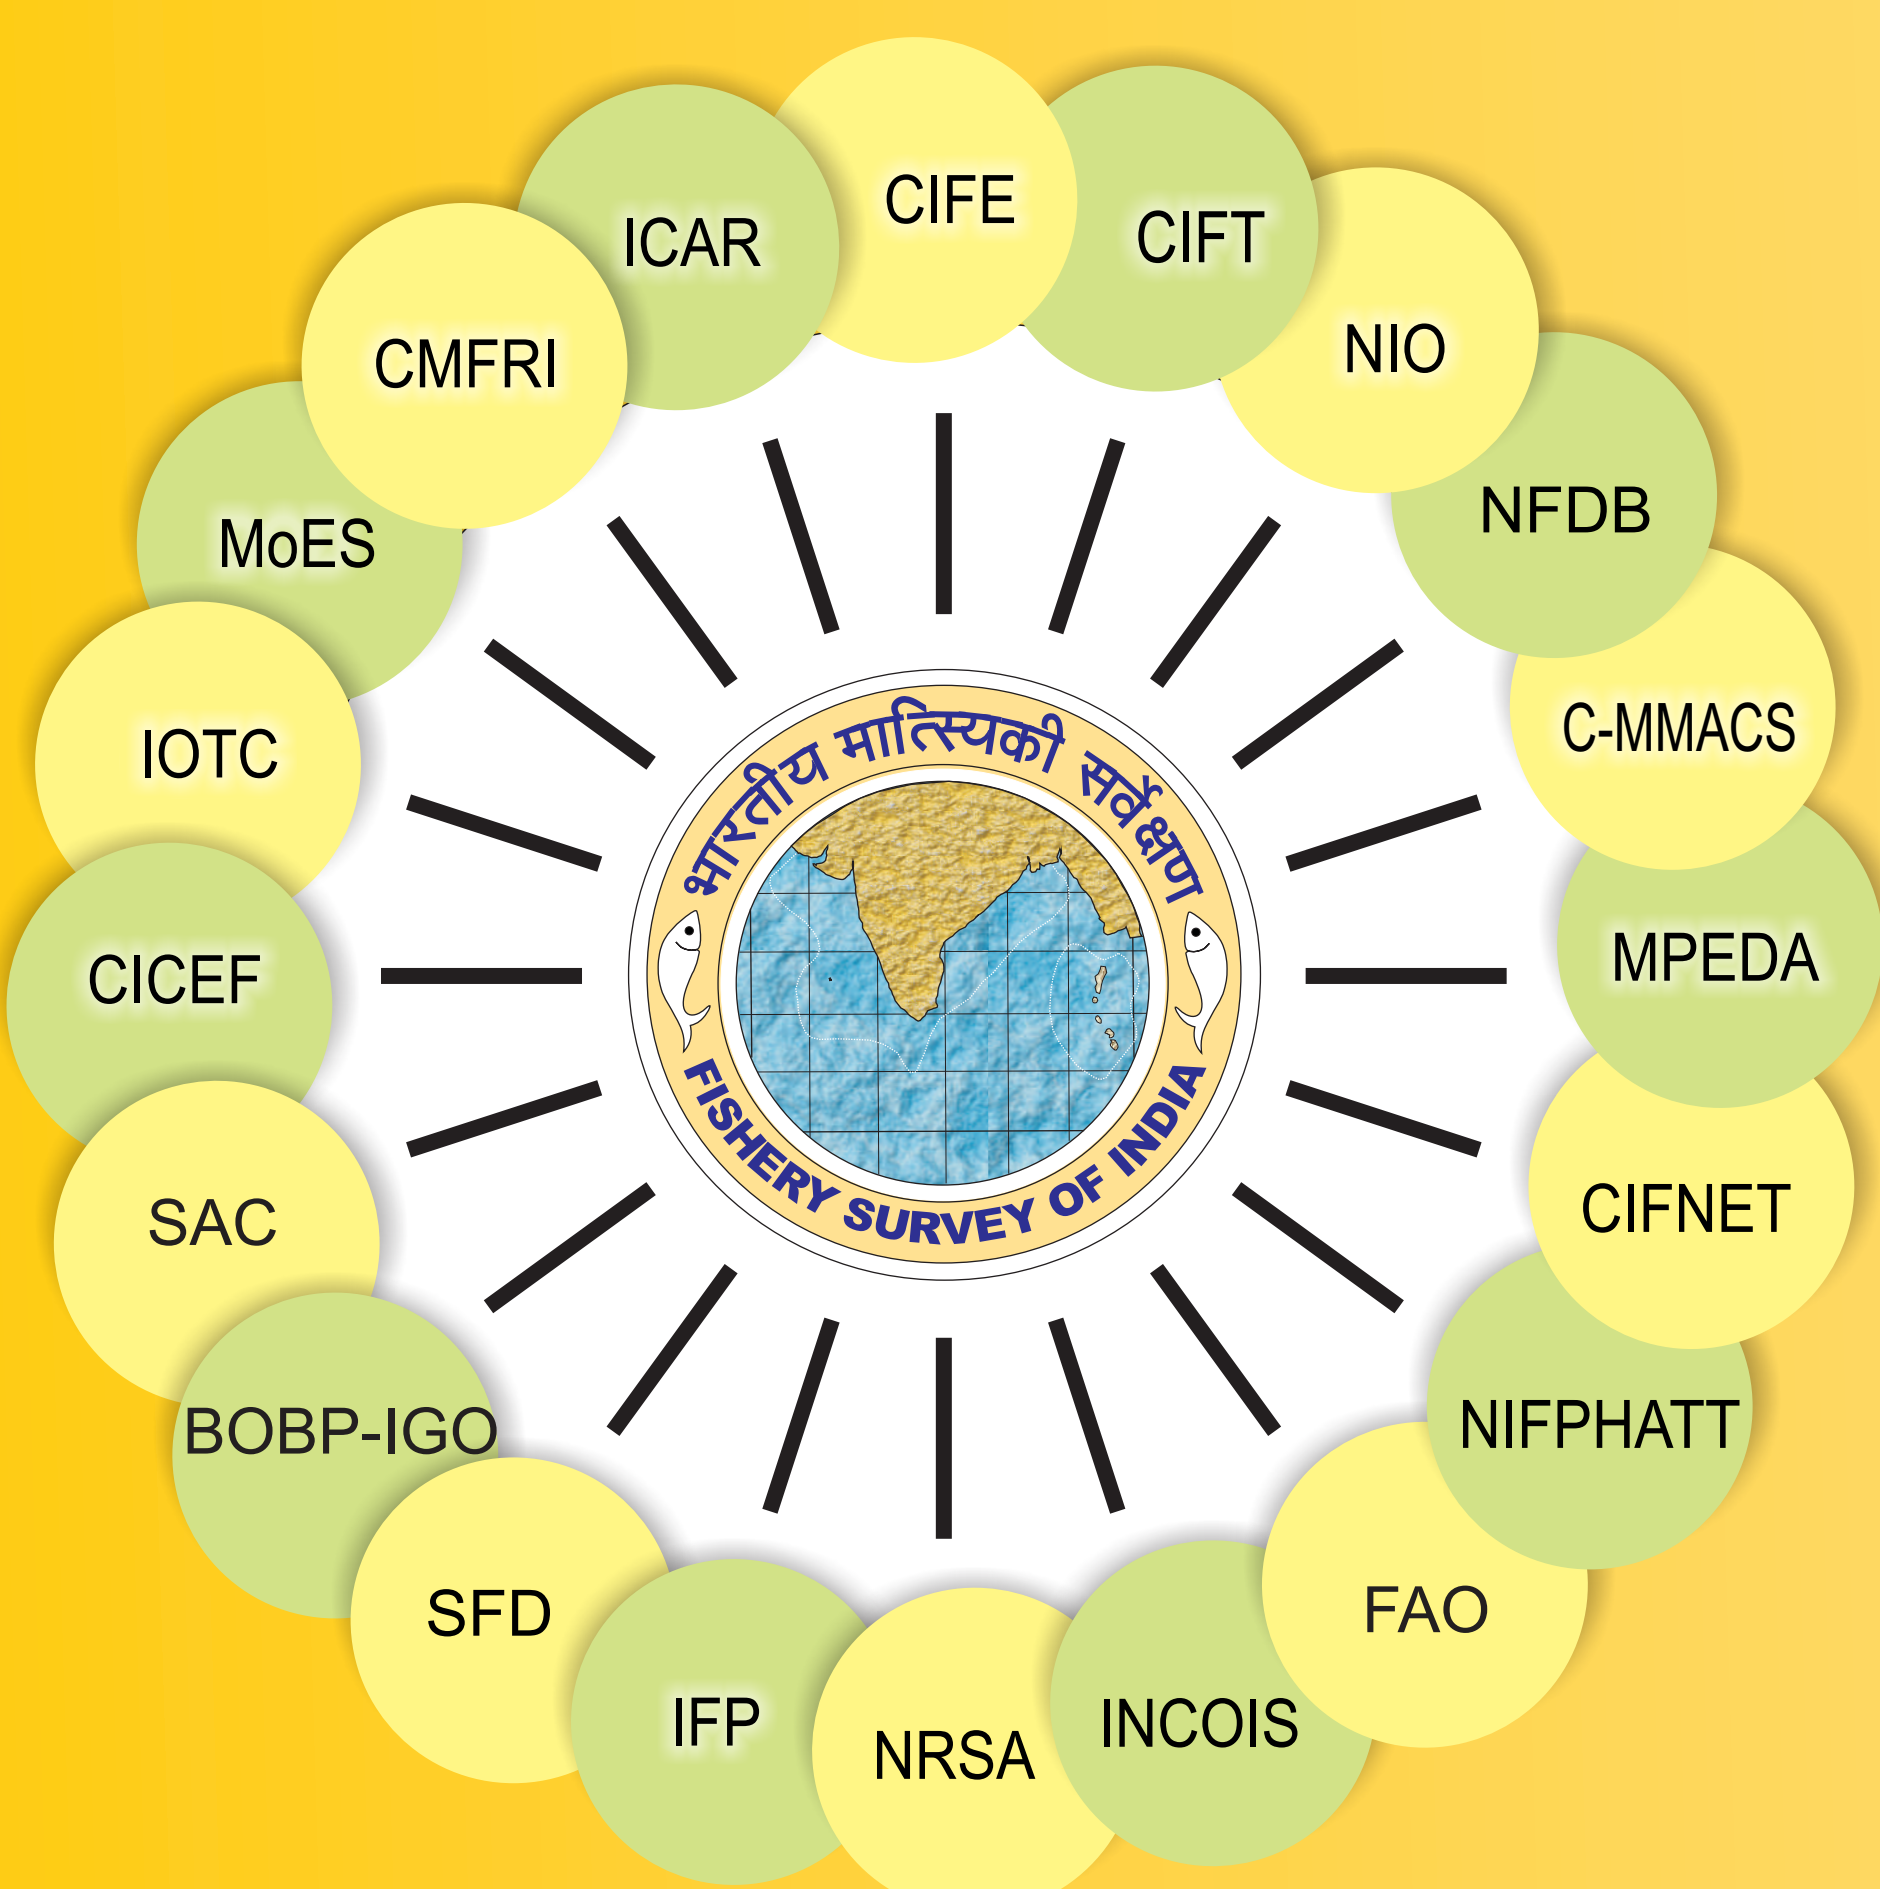 CIFE
CIFT
NIO
NFDB
C-MMACS
MPEDA
CIFNET
NIFPHATT
FAO
INCOIS
NRSA
IFP
SFD
BOBP-IGO
SAC
CICEF
IOTC
MoES
CMFRI
ICAR
भारतीय मात्स्यिकी सर्वेक्षण
FISHERY SURVEY OF INDIA